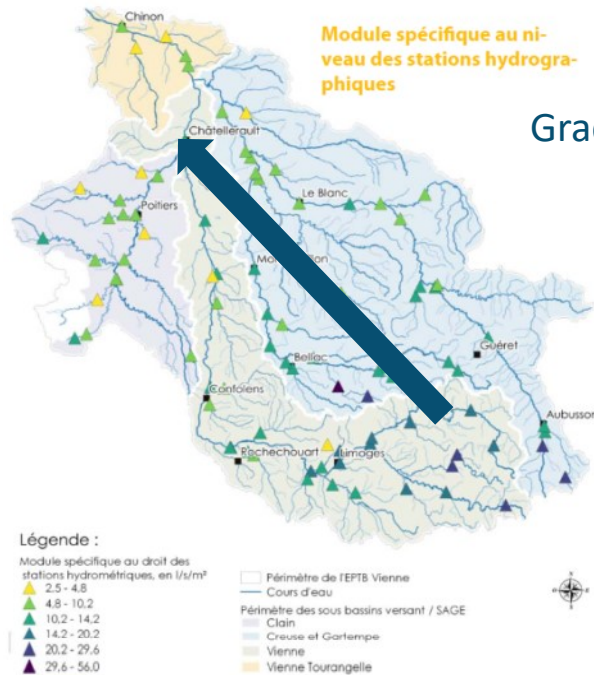 Chinon
Module spécifique au ni-
veau des stations hydrogra-
phiques
Châtellerault
Le Blanc
Poitiers
Guéret
Bellac
Confolens
Aubusson
Rochechouart
Limoges
Légende :
Module spécifique au droit des
stations hydrométriques, en l/s/m²
2.5 - 4,8
4,8 - 10,2
10,2 - 14,2
14,2 - 20,2
20,2 - 29,6
29,6 - 56,0
Périmètre de l'EPTB Vienne
Cours d'eau
Périmètre des sous bassins versant / SAGE
Clain
Creuse et Gartempe
Vienne
Vienne Tourangelle